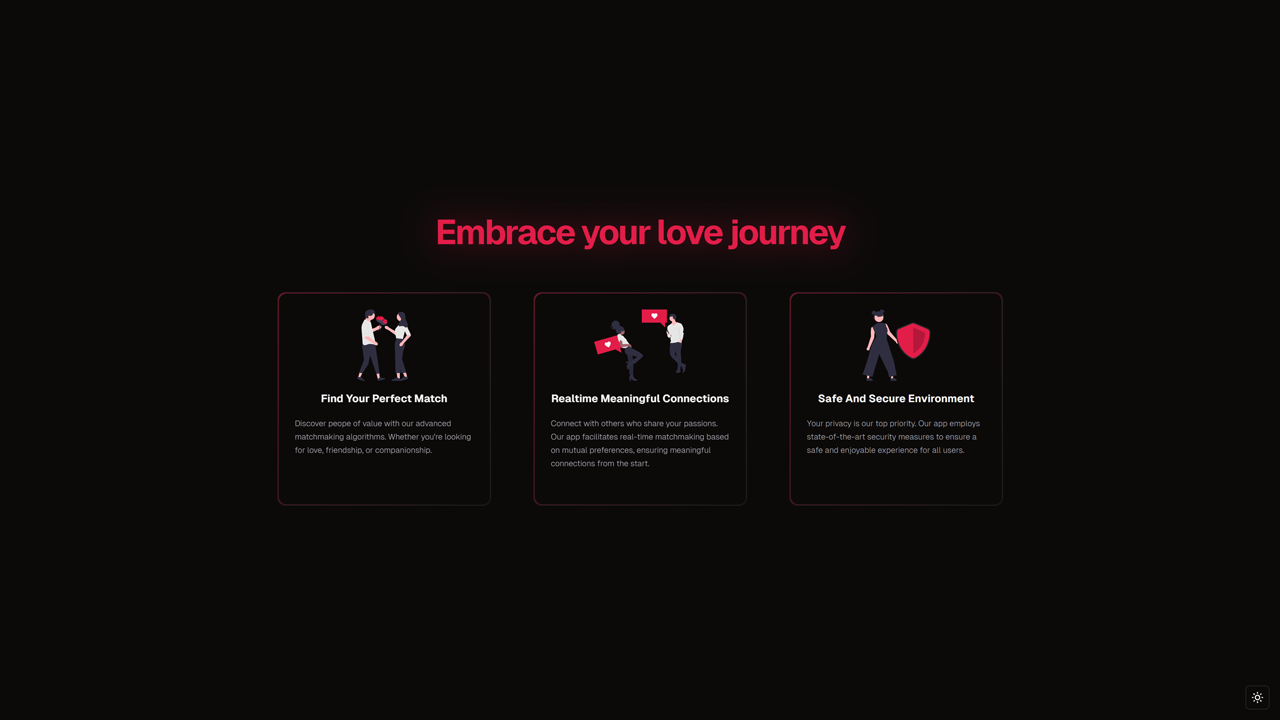 Embrace your love journey
Find Your Perfect Match
Discover peope of value with our advanced
matchmaking algorithms. Whether you're looking
for love, friendship, or companionship.
Realtime Meaningful Connections
Connect with others who share your passions.
Our app facilitates real-time matchmaking based
on mutual preferences, ensuring meaningful
connections from the start.
Safe And Secure Environment
Your privacy is our top priority. Our app employs
state-of-the-art security measures to ensure a
safe and enjoyable experience for all users.